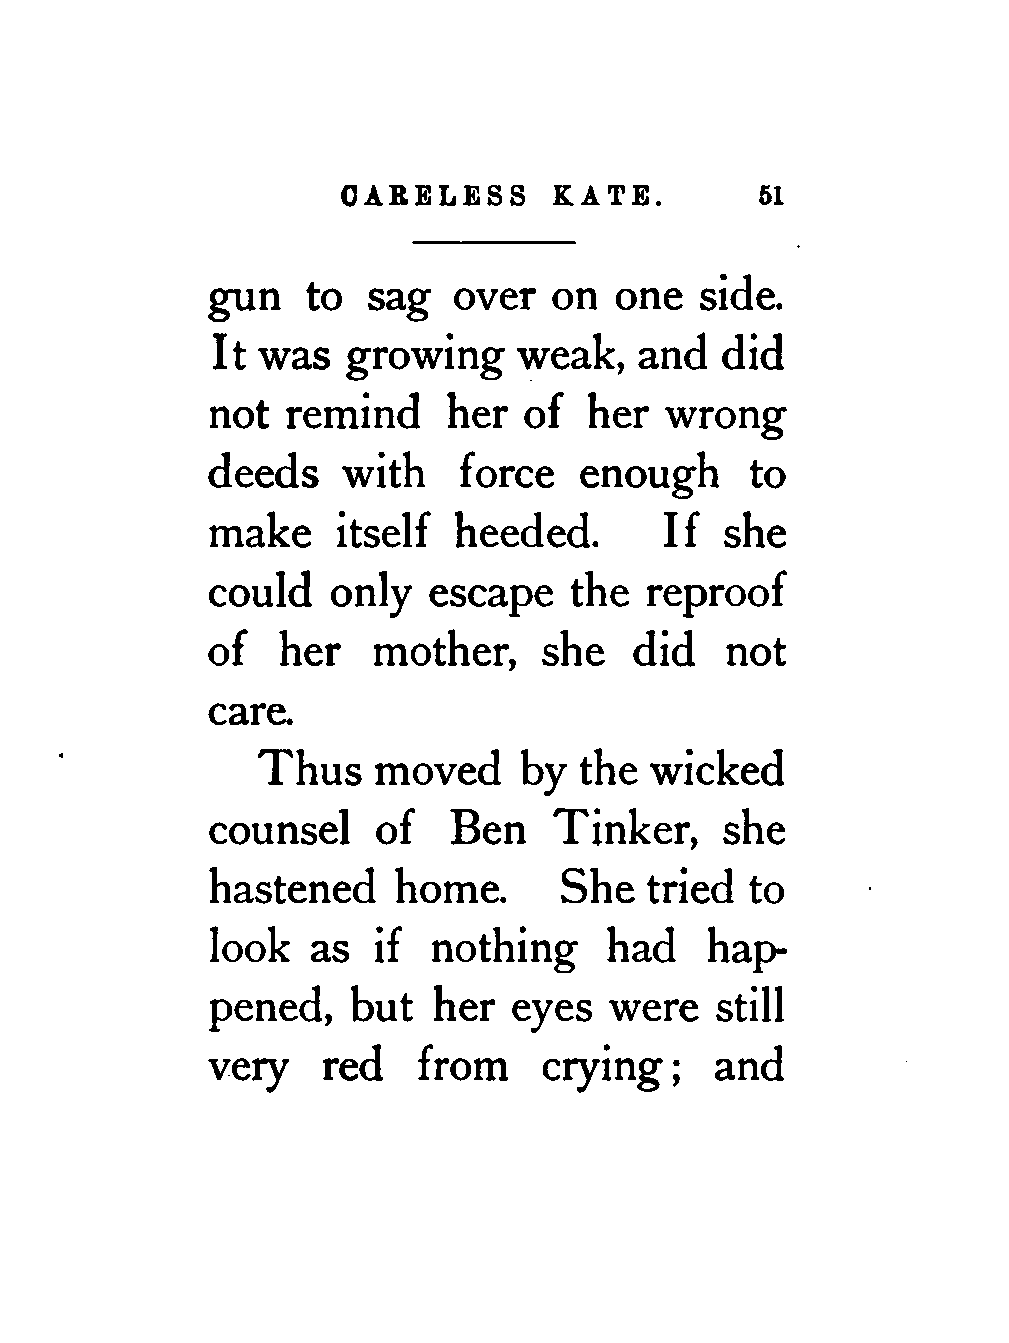 CARELESS KATE. 51
gun to sag over on one side.
It was growing weak, and did
not remind her of her wrong
deeds with force enough to
make itself heeded. If she
could only escape the reproof
of her mother, she did not
care.
Thus moved by the wicked
counsel of Ben Tinker, she
hastened home. She tried to
look as if nothing had hap-
pened, but her eyes were still
very red from crying; and